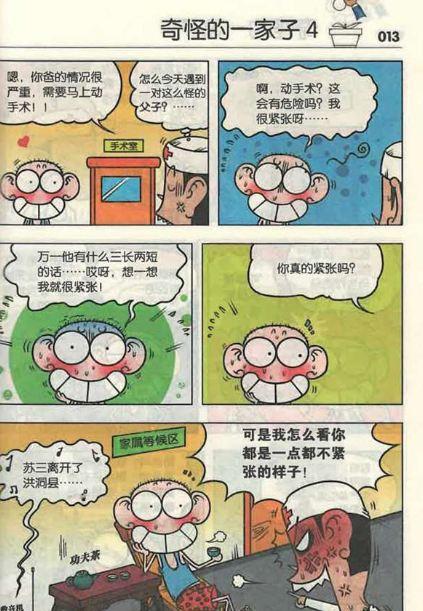 奇怪的一家子 4
013
嗯，你爸的情况很
严重，需要马上动
手术！！
怎么今天遇到
一对这么怪的
父子？……
手术室
啊，动手术？这
会有危险吗？我
很紧张呀……
万一他有什么三长两短
的话……哎呀，想一想
我就很紧张！
你真的紧张吗？
家属等候区
可是我怎么看你
都是一点都不紧
张的样子！
苏三离开了
洪洞县……
功夫茶